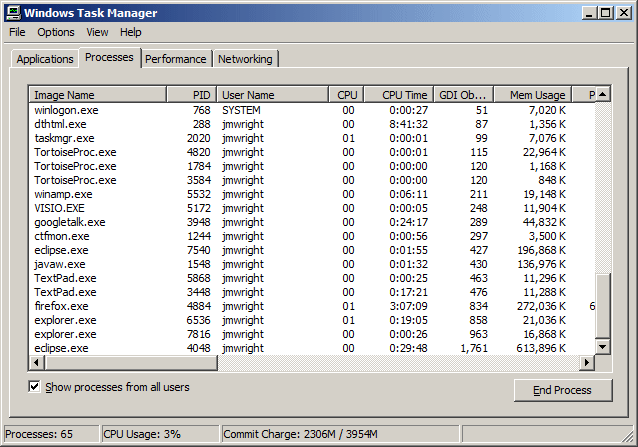 Windows Task Manager
File Options View Help
Applications Processes Performance Networking
Image Name PID User Name CPU CPU Time GDI Ob... Mem Usage P
winlogon.exe 768 SYSTEM 00 0:00:27 51 7,020 K
dthtml.exe 288 jmwright 00 8:41:32 87 1,356 K
taskmgr.exe 2020 jmwright 01 0:00:01 99 7,076 K
TortoiseProc.exe 4820 jmwright 00 0:00:01 115 22,964 K
TortoiseProc.exe 1784 jmwright 00 0:00:00 120 1,168 K
TortoiseProc.exe 3584 jmwright 00 0:00:00 120 848 K
winamp.exe 5532 jmwright 00 0:06:11 211 19,148 K
VISIO.EXE 5172 jmwright 00 0:00:05 248 11,904 K
googletalk.exe 3948 jmwright 00 0:24:17 289 44,832 K
ctfmon.exe 1244 jmwright 00 0:00:56 297 3,500 K
eclipse.exe 7540 jmwright 00 0:01:55 427 196,868 K
javaw.exe 1548 jmwright 00 0:01:32 430 136,976 K
TextPad.exe 5868 jmwright 00 0:00:25 463 11,296 K
TextPad.exe 3448 jmwright 00 0:17:21 476 11,288 K
firefox.exe 4884 jmwright 01 3:07:09 834 272,036 K 6
explorer.exe 6536 jmwright 01 0:19:05 858 21,036 K
explorer.exe 7816 jmwright 00 0:00:26 963 16,868 K
eclipse.exe 4048 jmwright 00 0:29:48 1,761 613,896 K
Show processes from all users
End Process
Processes: 65 CPU Usage: 3% Commit Charge: 2306M / 3954M